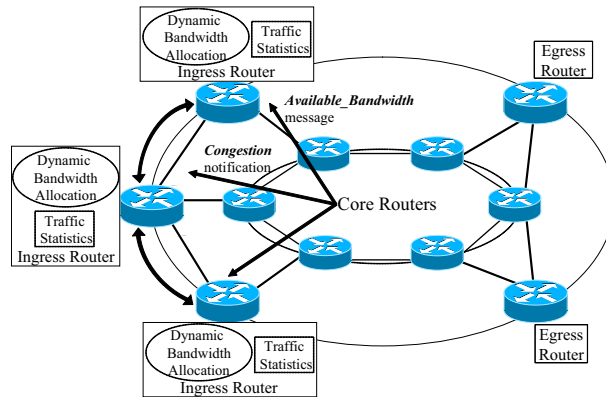 Dynamic
Bandwidth
Allocation
Traffic
Statistics
Ingress Router
Egress
Router
Available_Bandwidth
message
Congestion
notification
Dynamic
Bandwidth
Allocation
Traffic
Statistics
Ingress Router
Core Routers
Dynamic
Bandwidth
Allocation
Traffic
Statistics
Ingress Router
Egress
Router